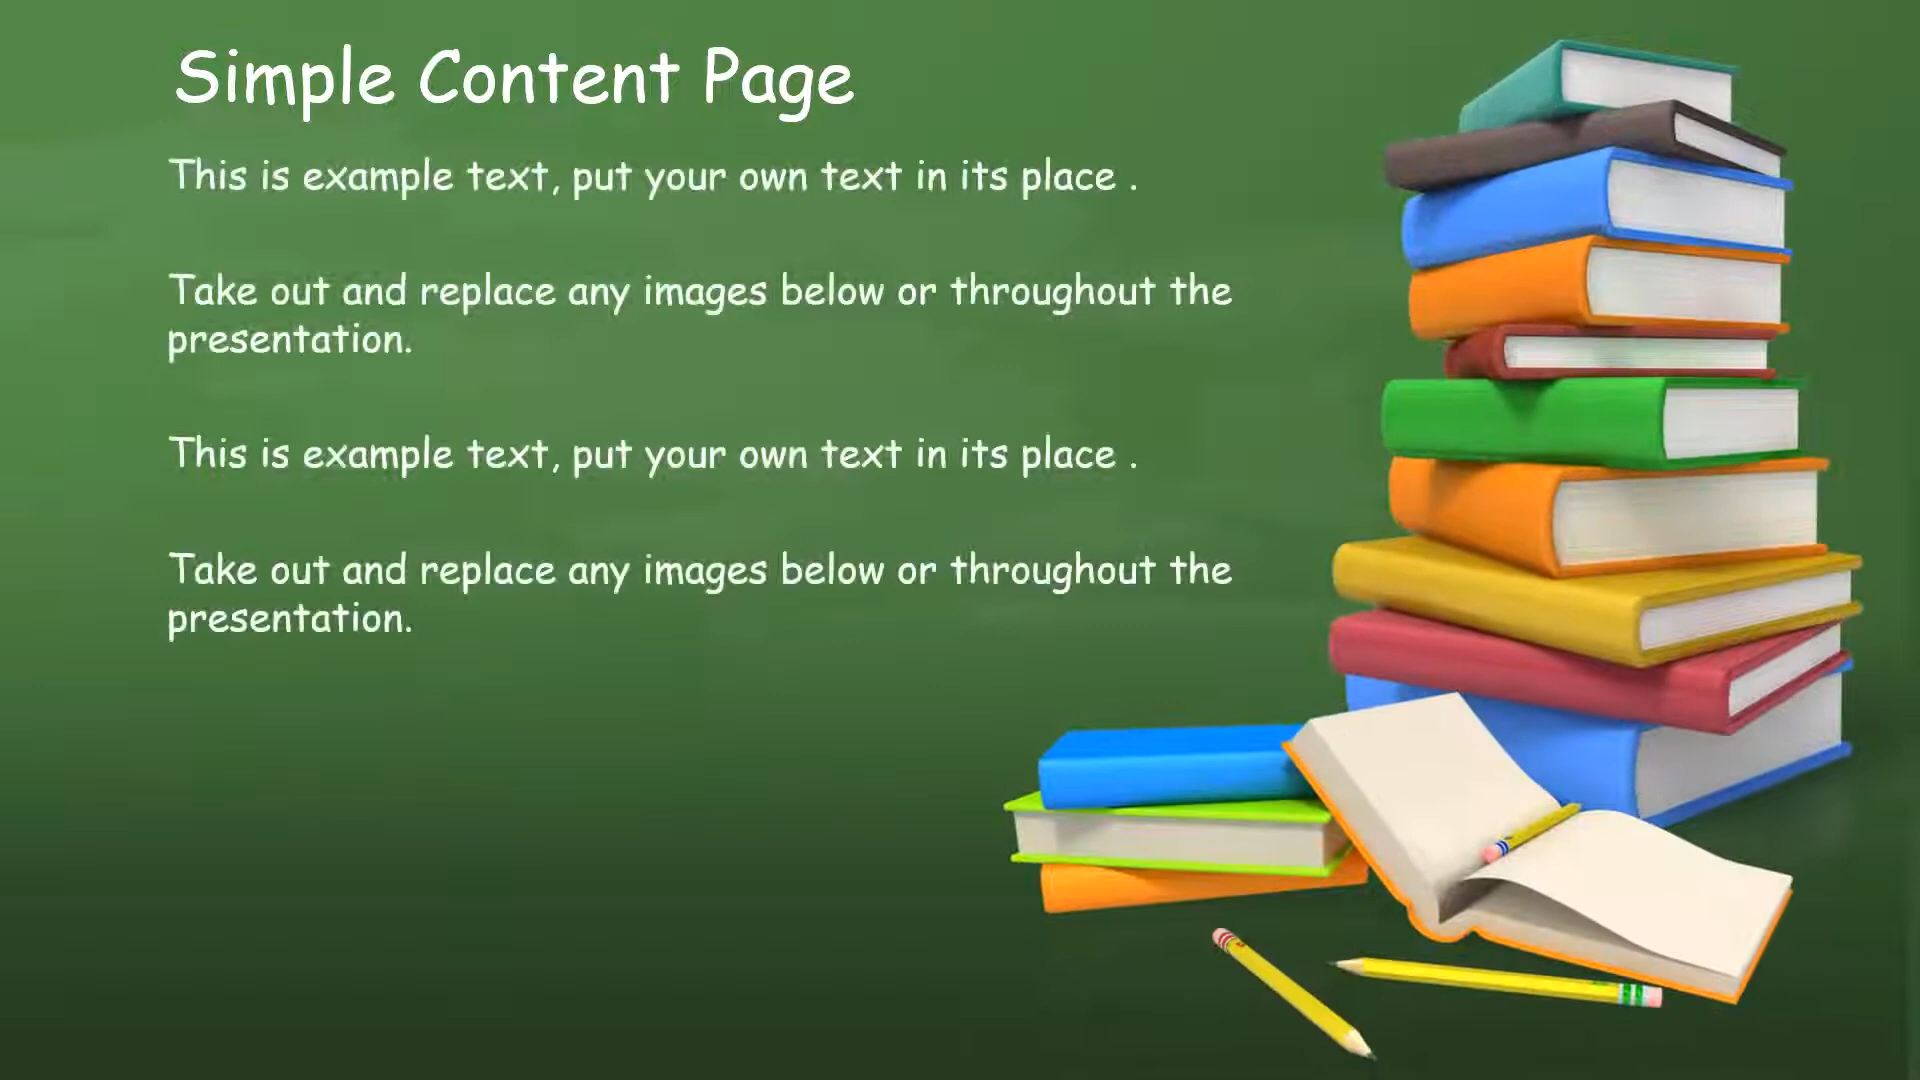 Simple Content Page
This is example text, put your own text in its place .
Take out and replace any images below or throughout the
presentation.
This is example text, put your own text in its place .
Take out and replace any images below or throughout the
presentation.